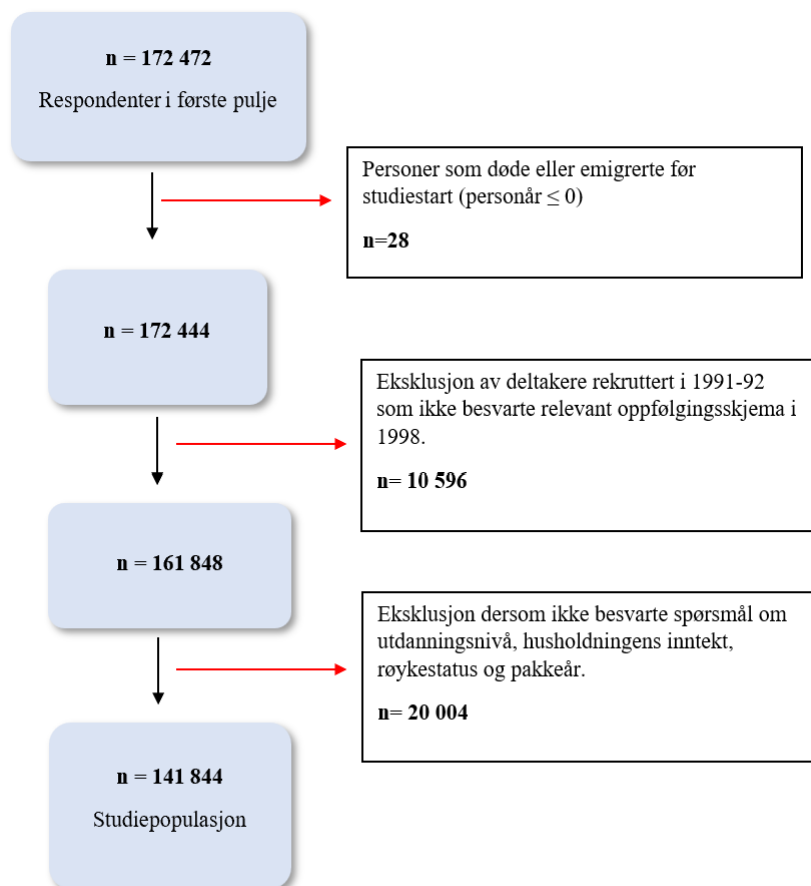 n = 172 472
Respondenter i første pulje
Personer som døde eller emigrerte før
studiestart (personår ≤ 0)
n=28
n = 172 444
Eksklusjon av deltakere rekruttert i 1991-92
som ikke besvarte relevant oppfølgingsskjema i
1998.
n= 10 596
n = 161 848
Eksklusjon dersom ikke besvarte spørsmål om
utdanningsnivå, husholdningens inntekt,
røykestatus og pakkeår.
n= 20 004
n = 141 844
Studiepopulasjon